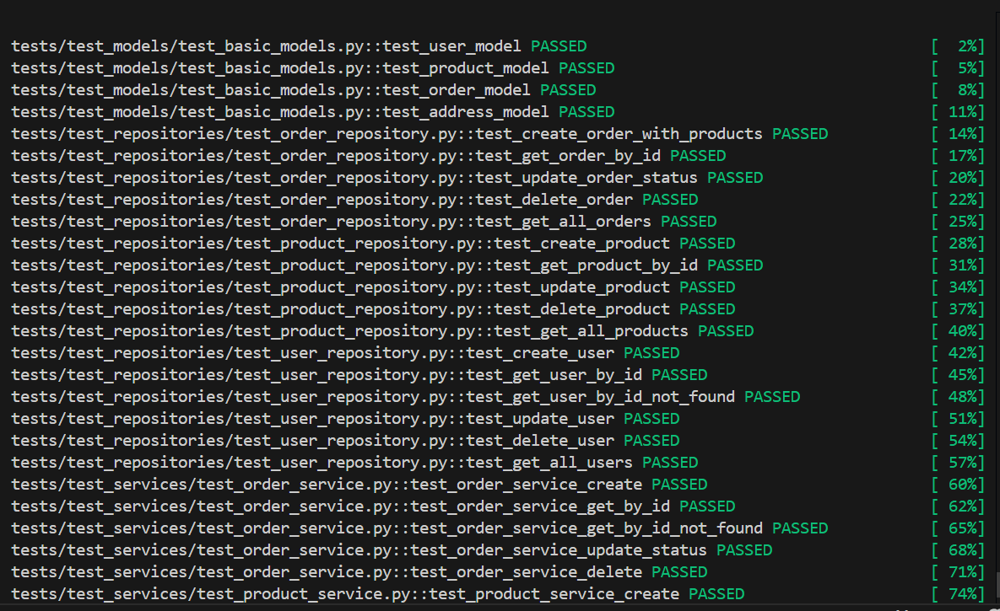 tests/test_models/test_basic_models.py::test_user_model PASSED [  2%]
tests/test_models/test_basic_models.py::test_product_model PASSED [  5%]
tests/test_models/test_basic_models.py::test_order_model PASSED [  8%]
tests/test_models/test_basic_models.py::test_address_model PASSED [ 11%]
tests/test_repositories/test_order_repository.py::test_create_order_with_products PASSED [ 14%]
tests/test_repositories/test_order_repository.py::test_get_order_by_id PASSED [ 17%]
tests/test_repositories/test_order_repository.py::test_update_order_status PASSED [ 20%]
tests/test_repositories/test_order_repository.py::test_delete_order PASSED [ 22%]
tests/test_repositories/test_order_repository.py::test_get_all_orders PASSED [ 25%]
tests/test_repositories/test_product_repository.py::test_create_product PASSED [ 28%]
tests/test_repositories/test_product_repository.py::test_get_product_by_id PASSED [ 31%]
tests/test_repositories/test_product_repository.py::test_update_product PASSED [ 34%]
tests/test_repositories/test_product_repository.py::test_delete_product PASSED [ 37%]
tests/test_repositories/test_product_repository.py::test_get_all_products PASSED [ 40%]
tests/test_repositories/test_user_repository.py::test_create_user PASSED [ 42%]
tests/test_repositories/test_user_repository.py::test_get_user_by_id PASSED [ 45%]
tests/test_repositories/test_user_repository.py::test_get_user_by_id_not_found PASSED [ 48%]
tests/test_repositories/test_user_repository.py::test_update_user PASSED [ 51%]
tests/test_repositories/test_user_repository.py::test_delete_user PASSED [ 54%]
tests/test_repositories/test_user_repository.py::test_get_all_users PASSED [ 57%]
tests/test_services/test_order_service.py::test_order_service_create PASSED [ 60%]
tests/test_services/test_order_service.py::test_order_service_get_by_id PASSED [ 62%]
tests/test_services/test_order_service.py::test_order_service_get_by_id_not_found PASSED [ 65%]
tests/test_services/test_order_service.py::test_order_service_update_status PASSED [ 68%]
tests/test_services/test_order_service.py::test_order_service_delete PASSED [ 71%]
tests/test_services/test_product_service.py::test_product_service_create PASSED [ 74%]